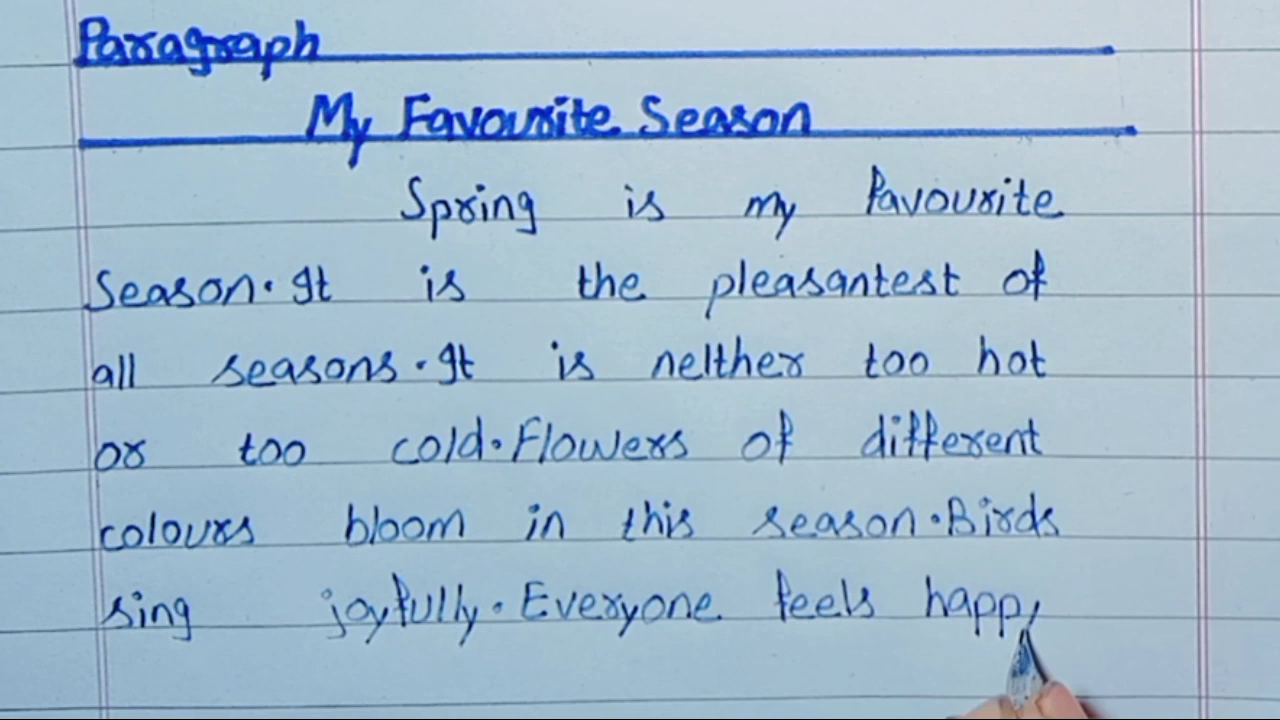 Paragraph
My Favourite Season
Spring is my favourite
Season. It is the pleasantest of
all seasons. It is neither too hot
or too cold. Flowers of different
colours bloom in this season. Birds
sing joyfully. Everyone feels happy